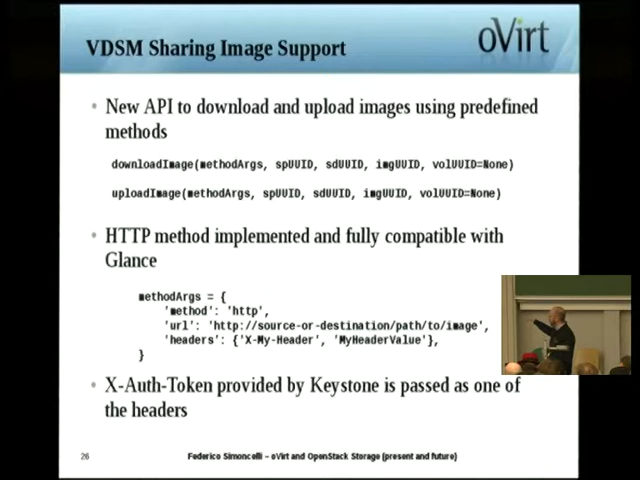 VDSM Sharing Image Support
oVirt
New API to download and upload images using predefined
methods
downloadImage(methodArgs, spUUID, sdUUID, imgUUID, volUUID=None)
uploadImage(methodArgs, spUUID, sdUUID, imgUUID, volUUID=None)
HTTP method implemented and fully compatible with
Glance
methodArgs = {
'method': 'http',
'url': 'http://source-or-destination/path/to/image',
'headers': {'X-My-Header', 'MyHeaderValue'},
}
X-Auth-Token provided by Keystone is passed as one of
the headers
26
Federico Simoncelli – oVirt and OpenStack Storage (present and future)